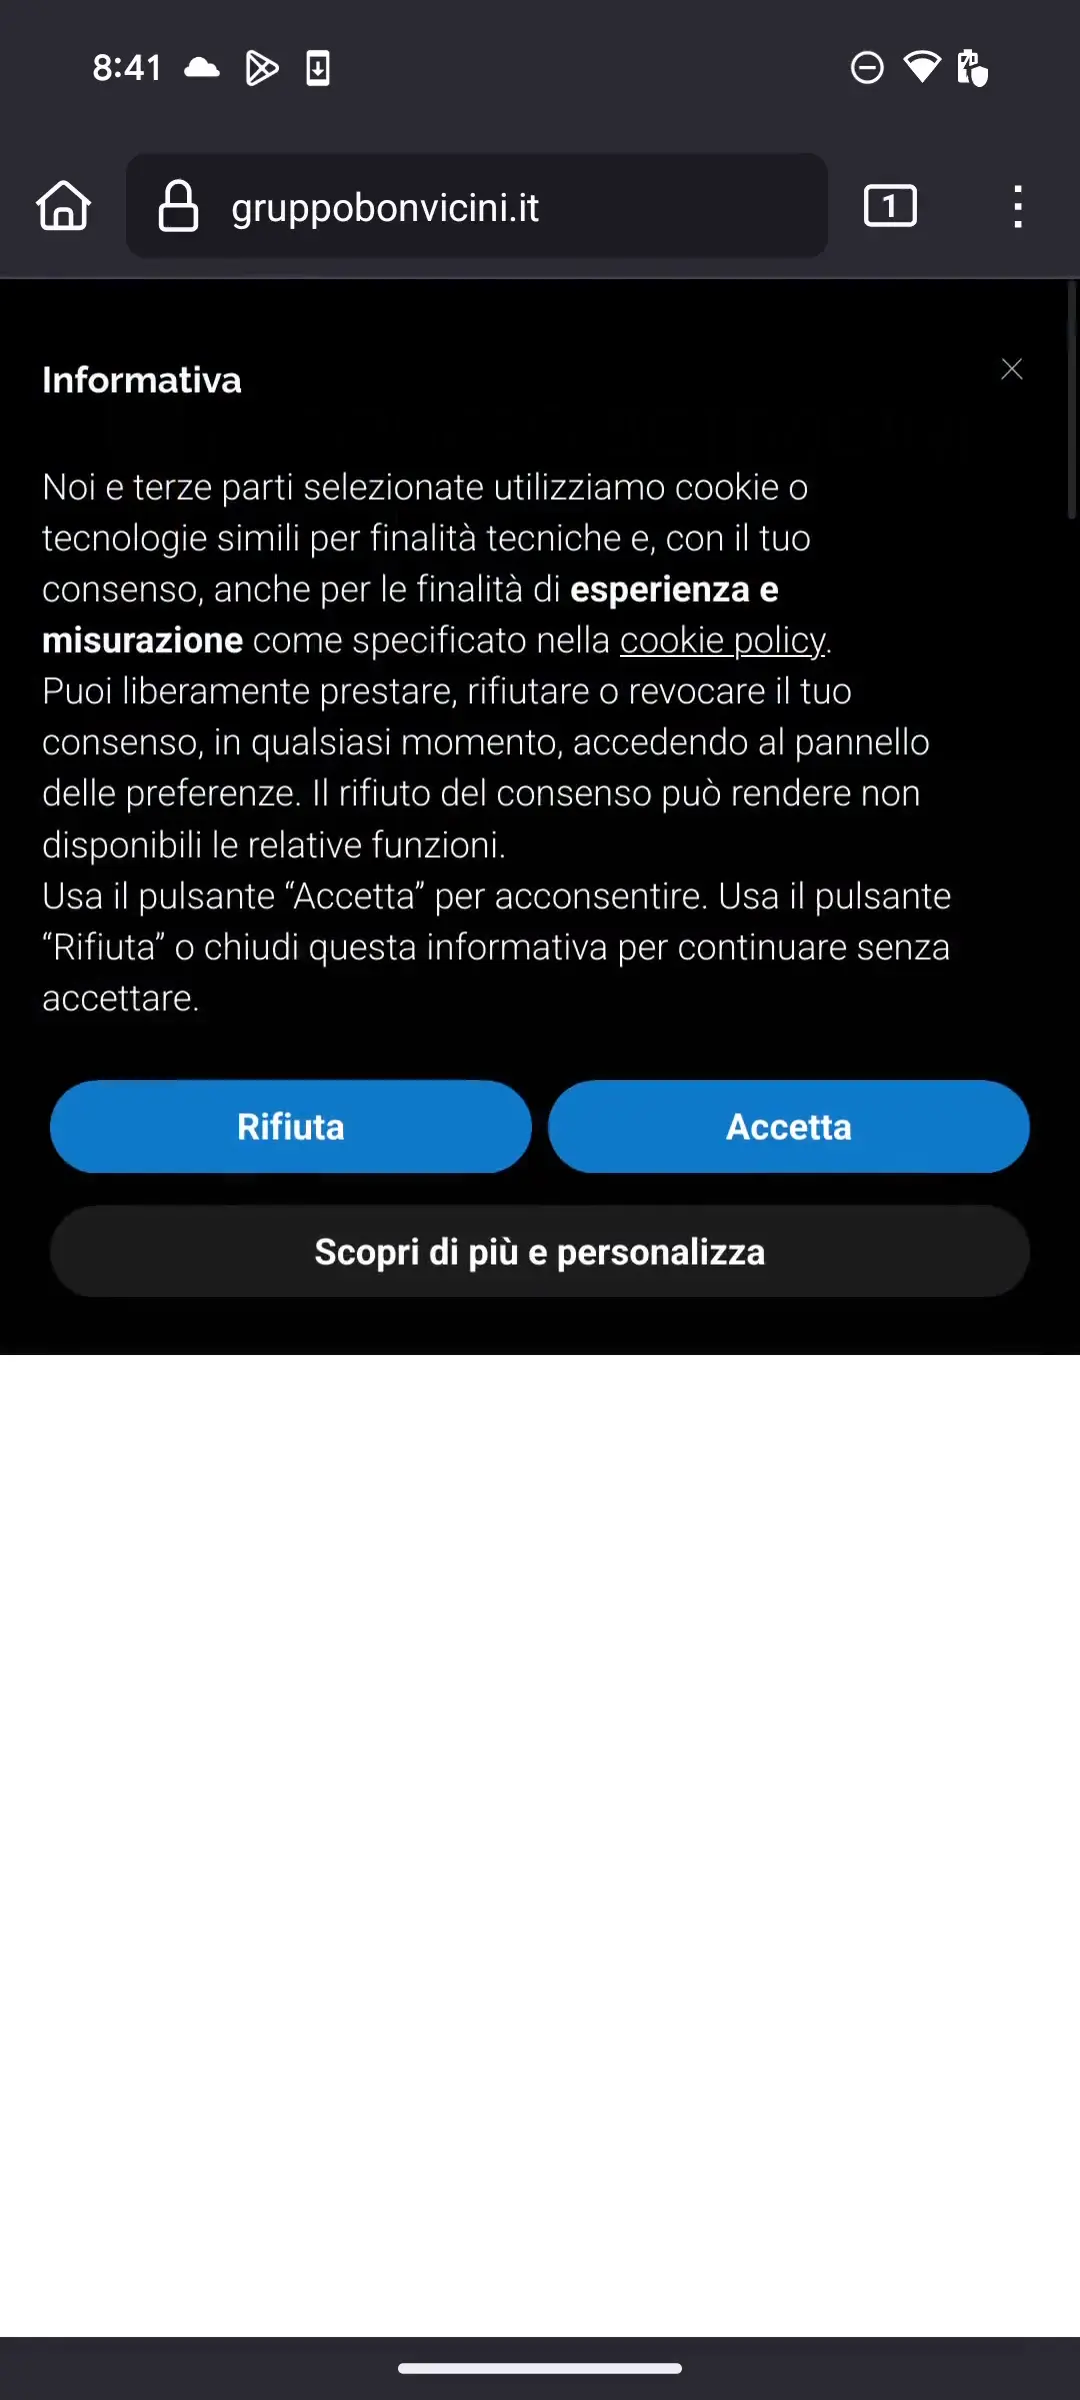 8:41
gruppobonvicini.it
1
Informativa
Noi e terze parti selezionate utilizziamo cookie o
tecnologie simili per finalità tecniche e, con il tuo
consenso, anche per le finalità di esperienza e
misurazione come specificato nella cookie policy.
Puoi liberamente prestare, rifiutare o revocare il tuo
consenso, in qualsiasi momento, accedendo al pannello
delle preferenze. Il rifiuto del consenso può rendere non
disponibili le relative funzioni.
Usa il pulsante “Accetta” per acconsentire. Usa il pulsante
“Rifiuta” o chiudi questa informativa per continuare senza
accettare.
Rifiuta
Accetta
Scopri di più e personalizza